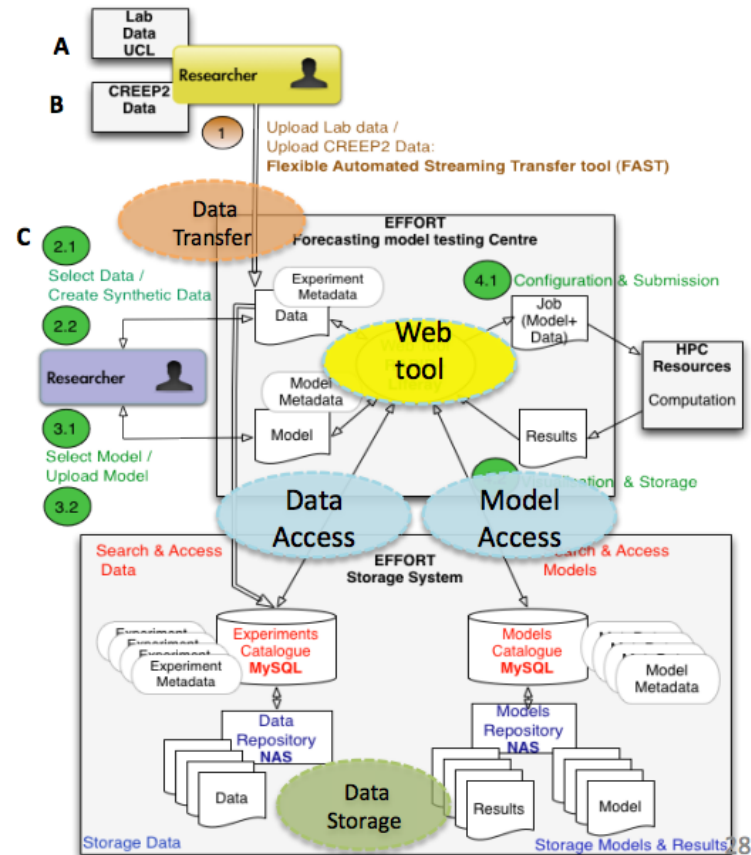 Lab
Data
UCL
A
Researcher
CREEP2
Data
B
1
Upload Lab data /
Upload CREEP2 Data:
Flexible Automated Streaming Transfer tool (FAST)
Data
Transfer
EFFORT
Forecasting model testing Centre
C
2.1
Select Data /
Create Synthetic Data
2.2
Experiment
Metadata
Data
4.1
Configuration & Submission
Job
(Model+
Data)
Web
tool
HPC
Resources
Computation
Researcher
Model
Metadata
Model
Results
3.1
Select Model /
Upload Model
3.2
& Storage
Data
Access
Model
Access
Search & Access
Data
EFFORT
Storage System
& Access
Models
Experiment
Experiment
Experiment
Experiment
Metadata
Experiments
Catalogue
MySQL
Models
Catalogue
MySQL
Model
Metadata
Data
Repository
NAS
Models
Repository
NAS
Data
Data
Storage
Results
Model
Storage Data
Storage Models & Results
28